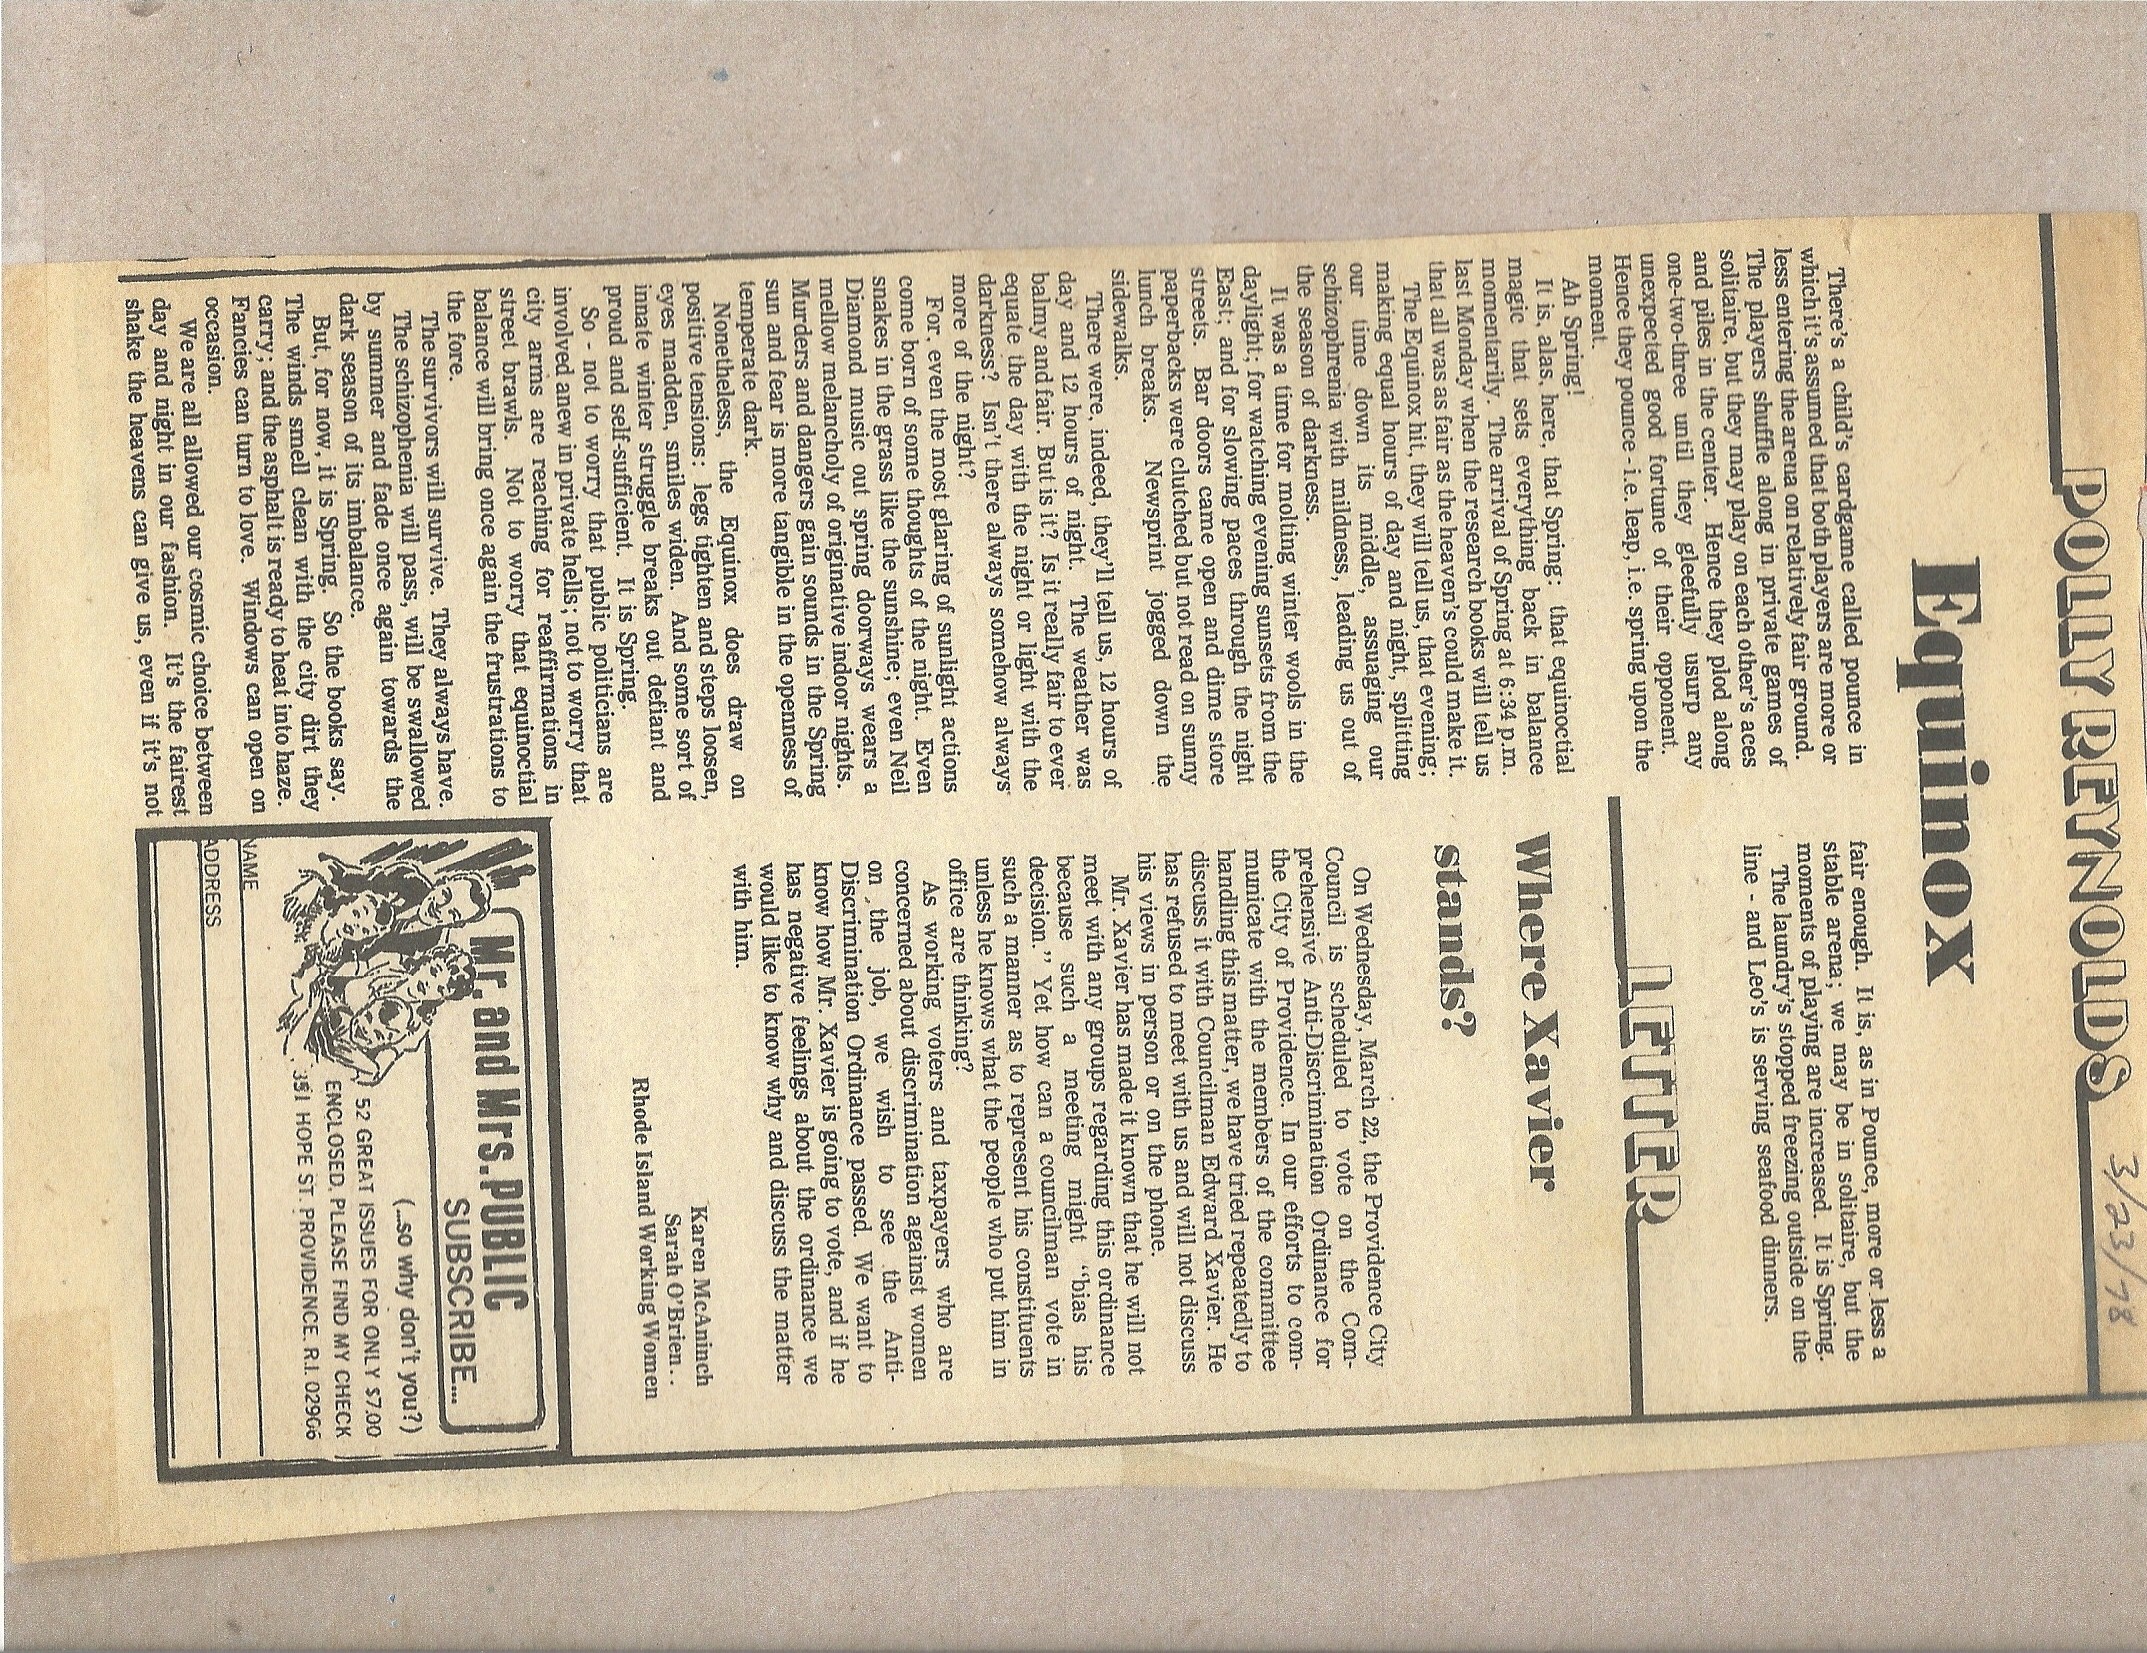 POLLY REYNOLDS
3/23/78
Equinox
There's a child's cardgame called pounce in
which it's assumed that both players are more or
less entering the arena on relatively fair ground.
The players shuffle along in private games of
solitaire, but they may play on each other's aces
and piles in the center. Hence they plod along
one-two-three until they gleefully usurp any
unexpected good fortune of their opponent.
Hence they pounce - i.e. leap, i.e. spring upon the
moment.
Ah Spring!
It is, alas, here, that Spring; that equinoctial
magic that sets everything back in balance
momentarily. The arrival of Spring at 6:34 p.m.
last Monday when the research books will tell us
that all was as fair as the heaven's could make it.
The Equinox hit, they will tell us, that evening;
making equal hours of day and night, splitting
our time down its middle, assuaging our
schizophrenia with mildness, leading us out of
the season of darkness.
It was a time for molting winter wools in the
daylight; for watching evening sunsets from the
East; and for slowing paces through the night
streets. Bar doors came open and dime store
paperbacks were clutched but not read on sunny
lunch breaks. Newsprint jogged down the
sidewalks.
There were, indeed, they'll tell us, 12 hours of
day and 12 hours of night. The weather was
balmy and fair. But is it? Is it really fair to ever
equate the day with the night or light with the
darkness? Isn't there always somehow always
more of the night?
For, even the most glaring of sunlight actions
come born of some thoughts of the night. Even
snakes in the grass like the sunshine; even Neil
Diamond music out spring doorways wears a
mellow melancholy of originative indoor nights.
Murders and dangers gain sounds in the Spring
sun and fear is more tangible in the openness of
temperate dark.
Nonetheless, the Equinox does draw on
positive tensions: legs tighten and steps loosen,
eyes madden, smiles widen. And some sort of
innate winter struggle breaks out defiant and
proud and self-sufficient. It is Spring.
So - not to worry that public politicians are
involved anew in private hells; not to worry that
city arms are reaching for reaffirmations in
street brawls. Not to worry that equinoctial
balance will bring once again the frustrations to
the fore.
The survivors will survive. They always have.
The schizophenia will pass, will be swallowed
by summer and fade once again towards the
dark season of its imbalance.
But, for now, it is Spring. So the books say.
The winds smell clean with the city dirt they
carry; and the asphalt is ready to heat into haze.
Fancies can turn to love. Windows can open on
occasion.
We are all allowed our cosmic choice between
day and night in our fashion. It's the fairest
shake the heavens can give us, even if it's not
fair enough. It is, as in Pounce, more or less a
stable arena; we may be in solitaire, but the
moments of playing are increased. It is Spring.
The laundry's stopped freezing outside on the
line - and Leo's is serving seafood dinners.
LETTER
Where Xavier
stands?
On Wednesday, March 22, the Providence City
Council is scheduled to vote on the Com-
prehensive Anti-Discrimination Ordinance for
the City of Providence. In our efforts to com-
municate with the members of the committee
handling this matter, we have tried repeatedly to
discuss it with Councilman Edward Xavier. He
has refused to meet with us and will not discuss
his views in person or on the phone.
Mr. Xavier has made it known that he will not
meet with any groups regarding this ordinance
because such a meeting might "bias his
decision." Yet how can a councilman vote in
such a manner as to represent his constituents
unless he knows what the people who put him in
office are thinking?
As working voters and taxpayers who are
concerned about discrimination against women
on the job, we wish to see the Anti-
Discrimination Ordinance passed. We want to
know how Mr. Xavier is going to vote, and if he
has negative feelings about the ordinance we
would like to know why and discuss the matter
with him.
Karen McAninch
Sarah O'Brien..
Rhode Island Working Women
Mr. and Mrs. PUBLIC
SUBSCRIBE...
(...so why don't you?)
52 GREAT ISSUES FOR ONLY $7.00
ENCLOSED, PLEASE FIND MY CHECK
351 HOPE ST. PROVIDENCE. R.I. 02906
NAME
ADDRESS